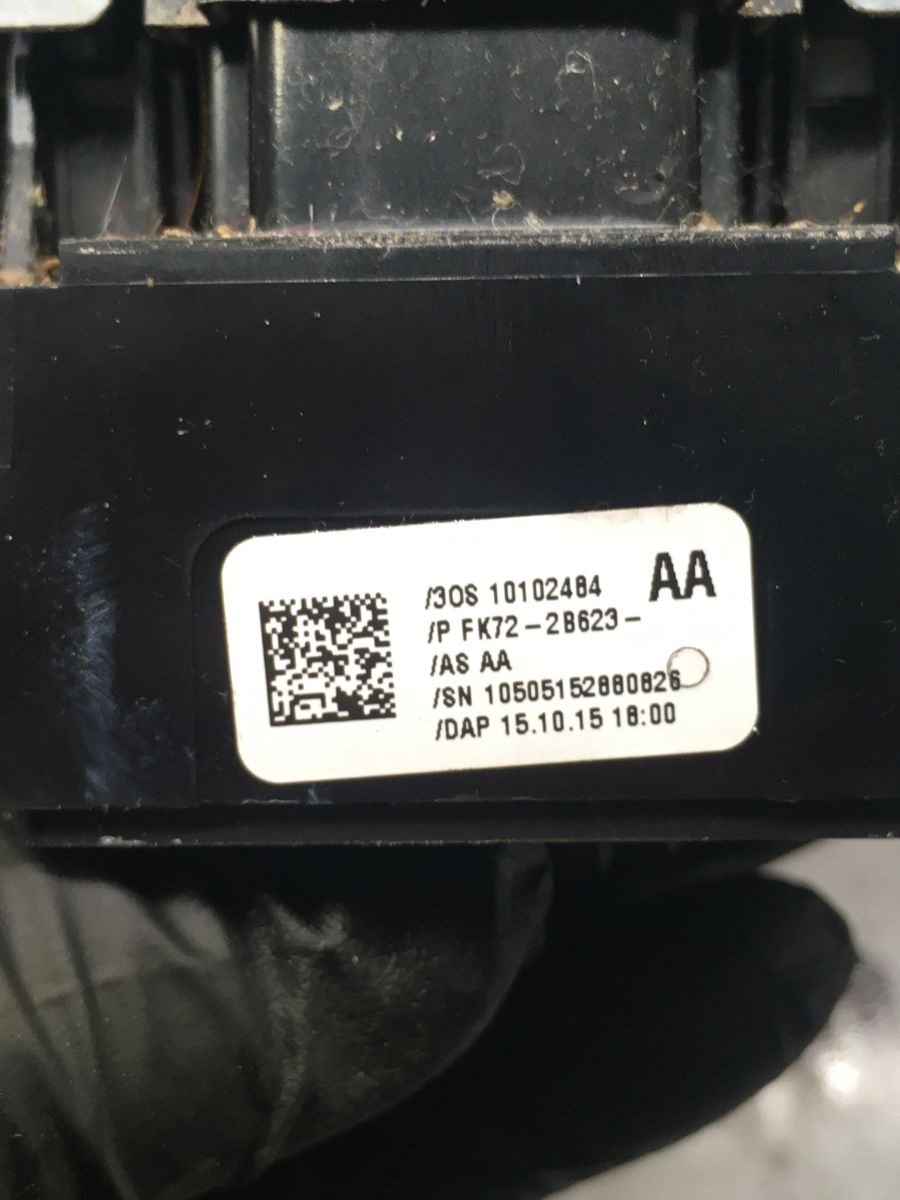 /3OS 10102484 AA
/P FK72-2B623-
/AS AA
/SN 10505152880826
/DAP 15.10.15 18:00